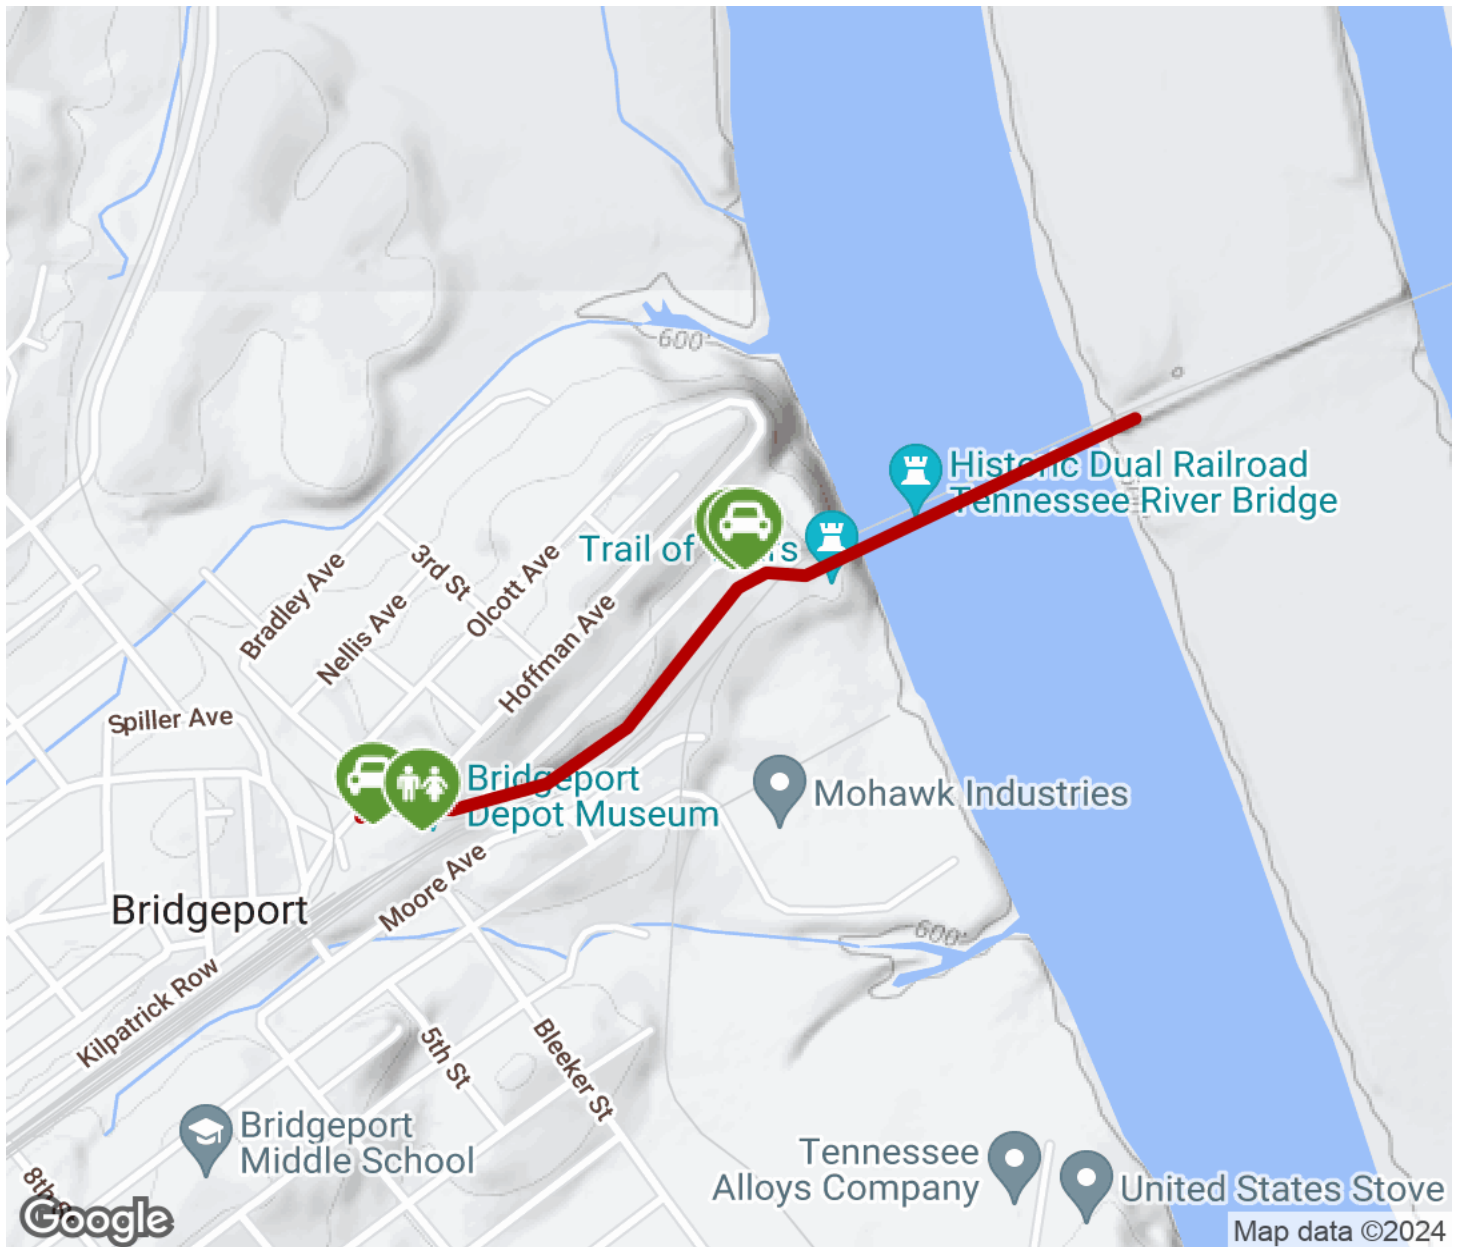 600'
Historic Dual Railroad
Tennessee River Bridge
Trail of
Bradley Ave
3rd St
Olcott Ave
Nellis Ave
Hoffman Ave
Spiller Ave
Bridgeport
Depot Museum
Mohawk Industries
Moore Ave
Bridgeport
600'
Kilpatrick Row
5th St
Bleeker St
Bridgeport
Middle School
Tennessee
Alloys Company
United States Stove
8th
Google
Map data ©2024